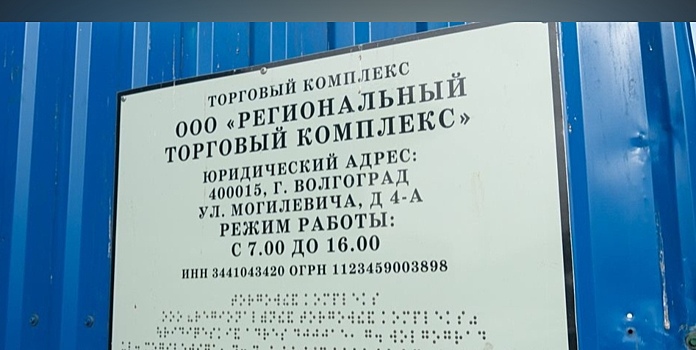 ТОРГОВЫЙ КОМПЛЕКС
ООО «РЕГИОНАЛЬНЫЙ
ТОРГОВЫЙ КОМПЛЕКС»
ЮРИДИЧЕСКИЙ АДРЕС:
400015, Г. ВОЛГОГРАД
УЛ. МОГИЛЕВИЧА, Д 4-А
РЕЖИМ РАБОТЫ:
С 7.00 ДО 16.00
ИНН 3441043420 ОГРН 1123459003898